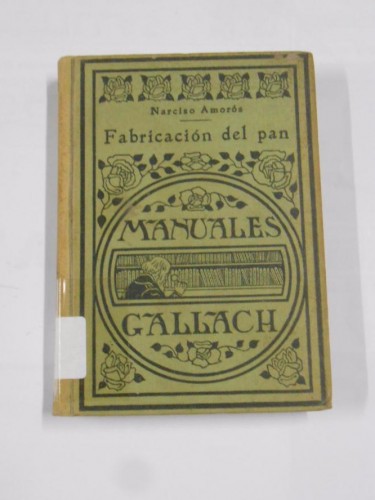 Narciso Amorós
Fabricación del pan
MANUALES
GALLACH